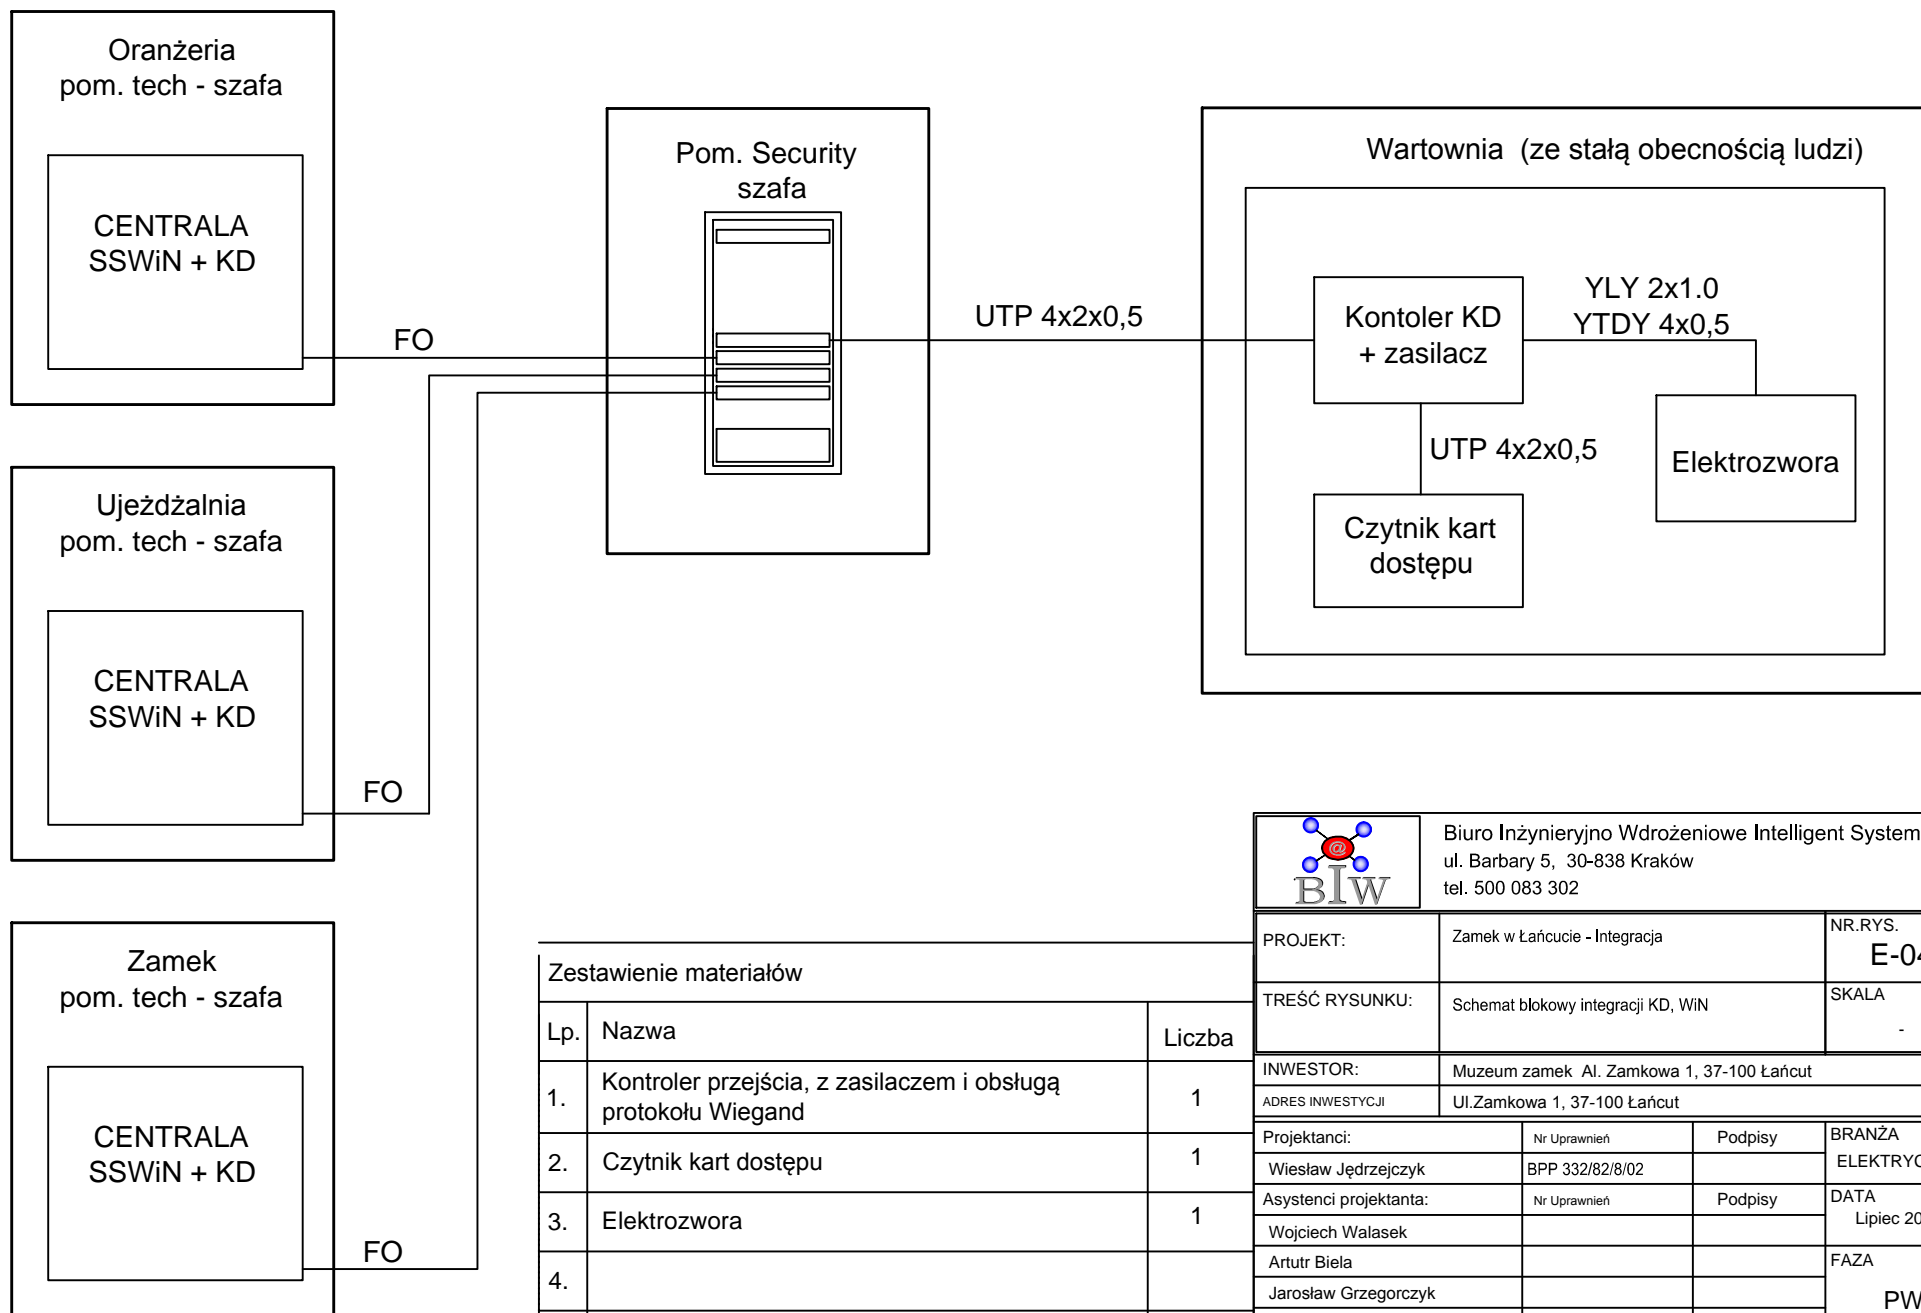 Oranżeria
pom. tech - szafa
CENTRALA
SSWiN + KD
FO
Ujeżdżalnia
pom. tech - szafa
CENTRALA
SSWiN + KD
FO
Zamek
pom. tech - szafa
CENTRALA
SSWiN + KD
FO
Pom. Security
szafa
UTP 4x2x0,5
Wartownia (ze stałą obecnością ludzi)
Kontoler KD
+ zasilacz
YLY 2x1.0
YTDY 4x0,5
UTP 4x2x0,5
Elektrozwora
Czytnik kart
dostępu
Zestawienie materiałów
Lp. Nazwa Liczba
1. Kontroler przejścia, z zasilaczem i obsługą
protokołu Wiegand 1
2. Czytnik kart dostępu 1
3. Elektrozwora 1
4.
@
BIW
Biuro Inżynieryjno Wdrożeniowe Intelligent System
ul. Barbary 5, 30-838 Kraków
tel. 500 083 302
PROJEKT: Zamek w Łańcucie - Integracja NR.RYS.
E-04
TREŚĆ RYSUNKU: Schemat blokowy integracji KD, WiN SKALA
-
INWESTOR: Muzeum zamek Al. Zamkowa 1, 37-100 Łańcut
ADRES INWESTYCJI Ul.Zamkowa 1, 37-100 Łańcut
Projektanci: Nr Uprawnień Podpisy BRANŻA
Wiesław Jędrzejczyk BPP 332/82/8/02 ELEKTRYC
Asystenci projektanta: Nr Uprawnień Podpisy DATA
Wojciech Walasek Lipiec 20
Artutr Biela FAZA
Jarosław Grzegorczyk PW